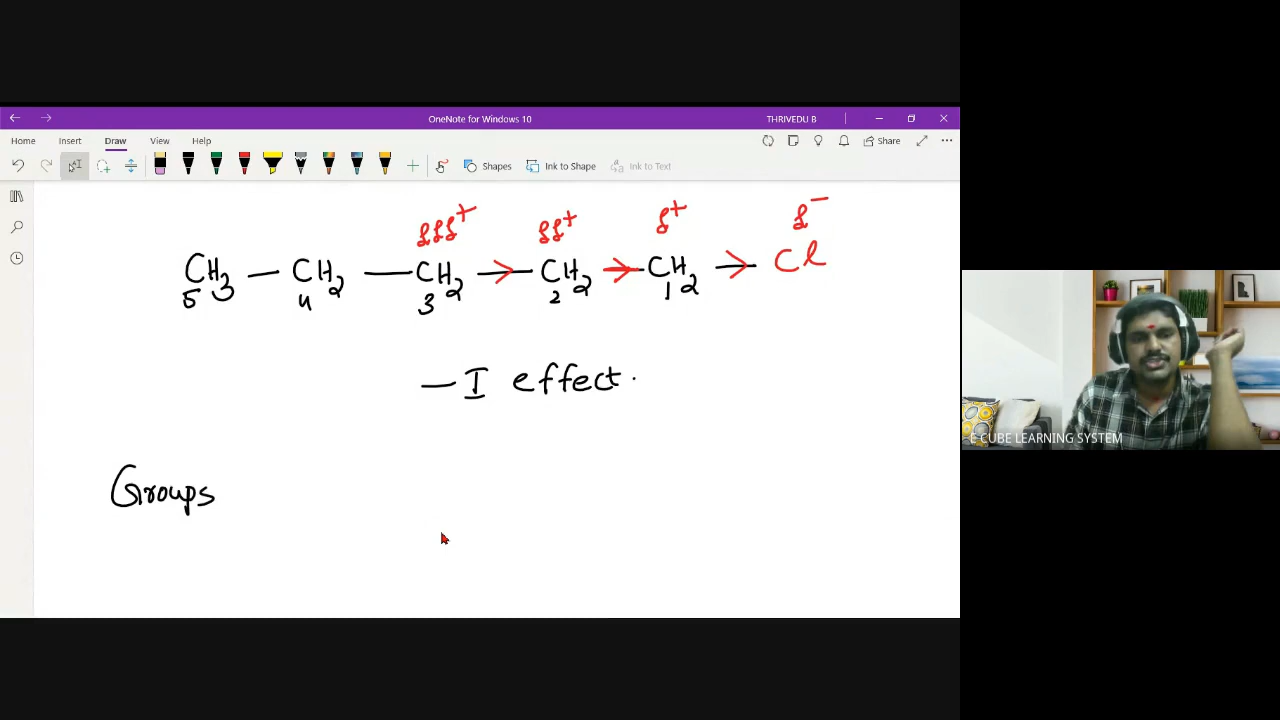 OneNote for Windows 10
THRIVEDU B
Home Insert Draw View Help
Share
Shapes Ink to Shape Ink to Text
δδδ+ δδ+ δ+ δ-
CH3 — CH2 — CH2 > CH2 > CH2 > Cl
5 4 3 2 1
—I effect.
Groups
E CUBE LEARNING SYSTEM